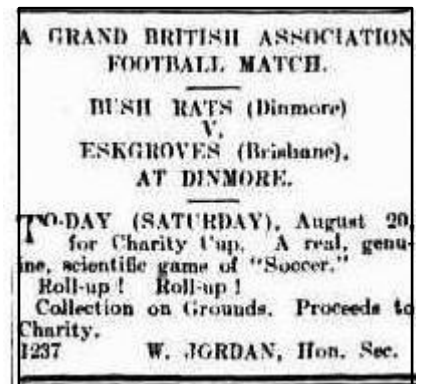 A GRAND BRITISH ASSOCIATION
FOOTBALL MATCH.
BUSH RATS (Dinmore)
V.
ESKGROVES (Brisbane),
AT DINMORE.
TO-DAY (SATURDAY), August 20,
for Charity Cup. A real, genu-
ine, scientific game of "Soccer."
Roll-up! Roll-up!
Collection on Grounds. Proceeds to
Charity.
1237 W. JORDAN, Hon. Sec.